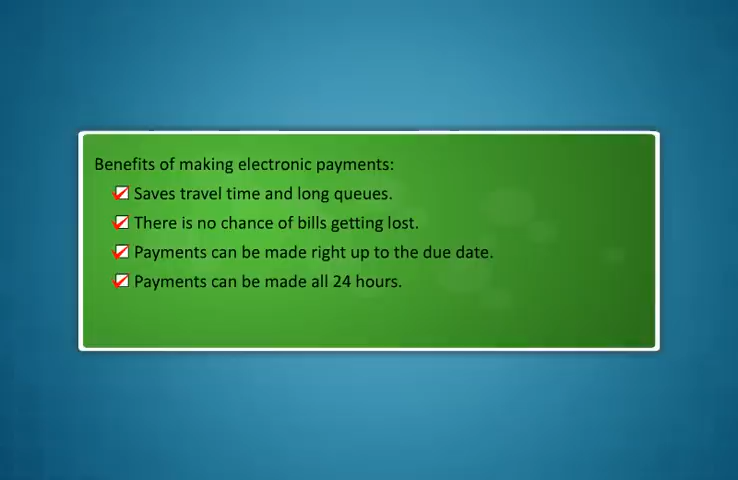 Benefits of making electronic payments:
Saves travel time and long queues.
There is no chance of bills getting lost.
Payments can be made right up to the due date.
Payments can be made all 24 hours.